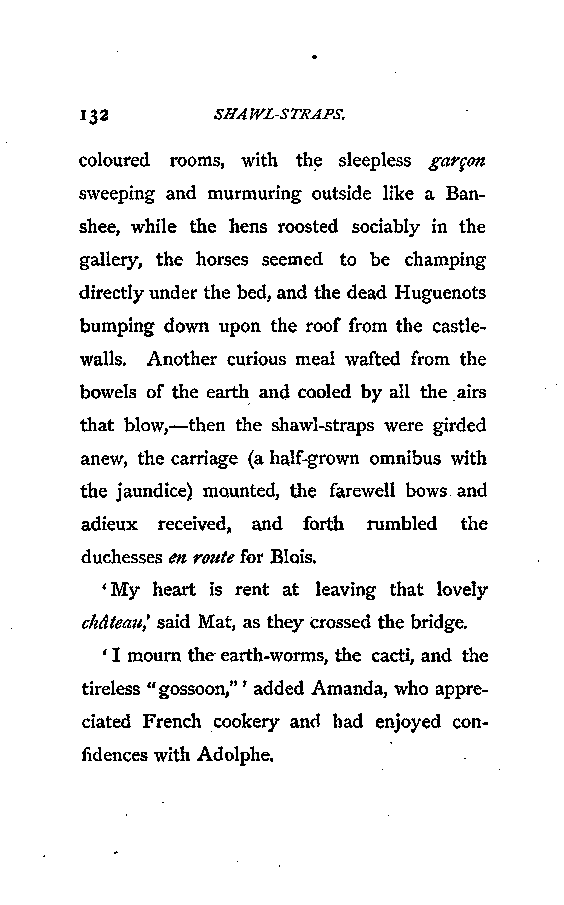 132 SHAWL-STRAPS.
coloured rooms, with the sleepless garçon
sweeping and murmuring outside like a Ban-
shee, while the hens roosted sociably in the
gallery, the horses seemed to be champing
directly under the bed, and the dead Huguenots
bumping down upon the roof from the castle-
walls. Another curious meal wafted from the
bowels of the earth and cooled by all the airs
that blow,—then the shawl-straps were girded
anew, the carriage (a half-grown omnibus with
the jaundice) mounted, the farewell bows and
adieux received, and forth rumbled the
duchesses en route for Blois.
‘My heart is rent at leaving that lovely
château,’ said Mat, as they crossed the bridge.
‘I mourn the earth-worms, the cacti, and the
tireless “gossoon,”’ added Amanda, who appre-
ciated French cookery and had enjoyed con-
fidences with Adolphe.